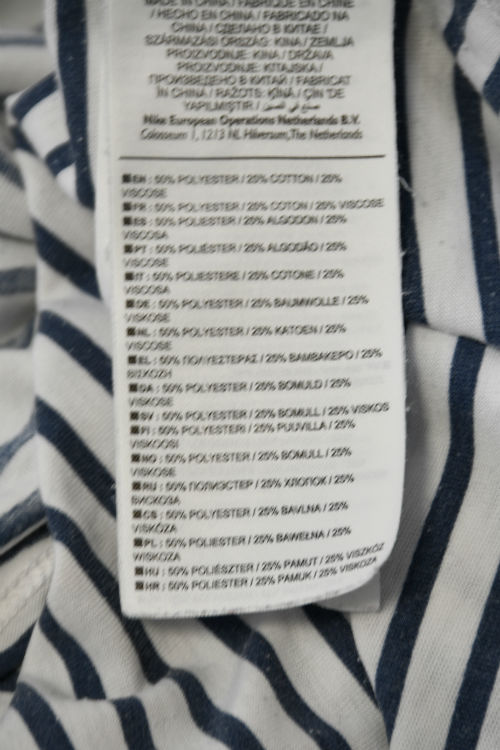 MADE IN CHINA / FABRIQUÉ EN CHINE
/ HECHO EN CHINA / FABRICADO NA
CHINA / СДЕЛАНО В КИТАЕ /
SZÁRMAZÁSI ORSZÁG: KÍNA / ZEMLJA
PROIZVODNJE: KINA / DRŽAVA
PROIZVODNJE: KITAJSKA /
ПРОИЗВЕДЕНО В КИТАЙ / FABRICAT
ÎN CHINA / RAŽOTS: ĶĪNĀ / ÇİN 'DE
YAPILMIŞTIR / صنع في الصين
Nike European Operations Netherlands B.V.
Colosseum 1, 1213 NL Hilversum, The Netherlands
EN : 50% POLYESTER / 25% COTTON / 25%
VISCOSE
FR : 50% POLYESTER / 25% COTON / 25% VISCOSE
ES : 50% POLIESTER / 25% ALGODON / 25%
VISCOSA
PT : 50% POLIÉSTER / 25% ALGODÃO / 25%
VISCOSE
IT : 50% POLIESTERE / 25% COTONE / 25%
VISCOSA
DE : 50% POLYESTER / 25% BAUMWOLLE / 25%
VISKOSE
NL : 50% POLYESTER / 25% KATOEN / 25%
VISCOSE
EL : 50% ΠΟΛΥΕΣΤΕΡΑΣ / 25% ΒΑΜΒΑΚΕΡΟ / 25%
ΒΙΣΚΟΖΗ
DA : 50% POLYESTER / 25% BOMULD / 25%
VISKOSE
SV : 50% POLYESTER / 25% BOMULL / 25% VISKOS
FI : 50% POLYESTERI / 25% PUUVILLA / 25%
VISKOOSI
NO : 50% POLYESTER / 25% BOMULL / 25%
VISKOSE
RU : 50% ПОЛИЭСТЕР / 25% ХЛОПОК / 25%
ВИСКОЗА
CS : 50% POLYESTER / 25% BAVLNA / 25%
VISKÓZA
PL : 50% POLIESTER / 25% BAWEŁNA / 25%
WISKOZA
HU : 50% POLIÉSZTER / 25% PAMUT / 25% VISZKÓZ
HR : 50% POLIESTER / 25% PAMUK / 25% VISKOZA